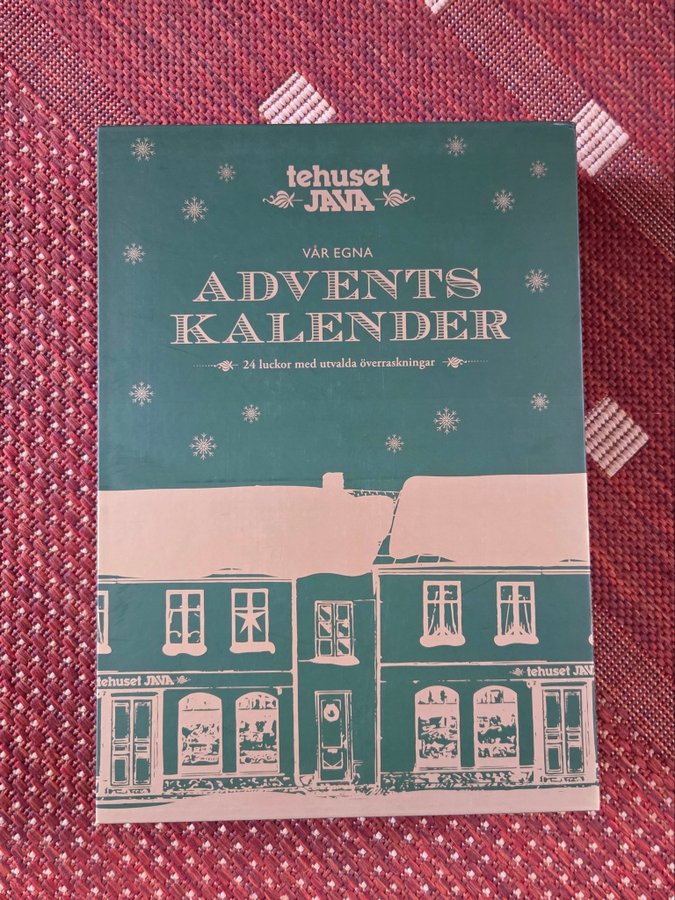 tehuset
JAVA
VÅR EGNA
ADVENTS
KALENDER
24 luckor med utvalda överraskningar
tehuset JAVA
tehuset JAVA